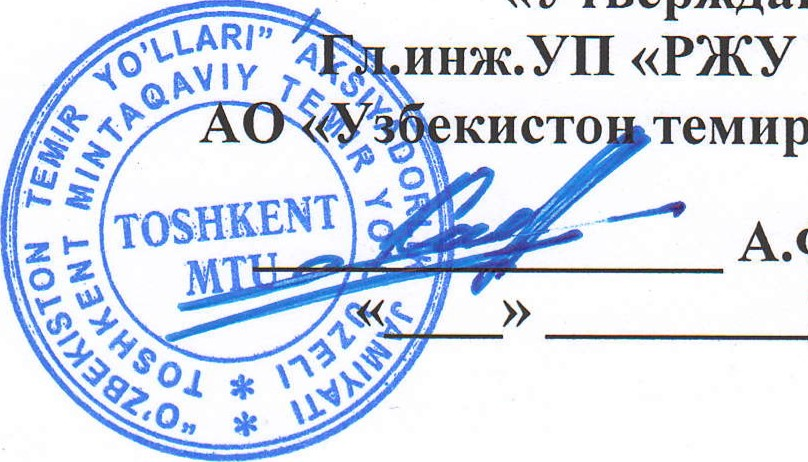 «Утвержда
Гл.инж.УП «РЖУ
АО «Узбекистон темир
А.
«____» ________
"O'ZBEKISTON TEMIR YO'LLARI" AKSIYADORLIK JAMIYATI
TOSHKENT MINTAQAVIY TEMIR YO'L UZELI
TOSHKENT
MTU